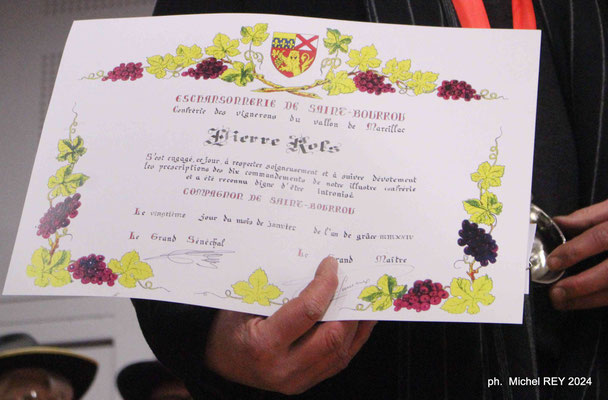 ESCHANSONNERIE DE SAINT-BOURROU
Confrérie des vignerons du vallon de Marcillac
Pierre Rols
S'est engagé, ce jour, à respecter soigneusement et à suivre dévotement
les prescriptions des dix commandements de notre illustre confrérie
et a été reconnu digne d'être intronisé
COMPAGNON DE SAINT-BOURROU
Le vingtième jour du mois de Janvier de l'an de grâce MMXXIV
Le Grand Sénéchal Le Grand Maître
ph. Michel REY 2024